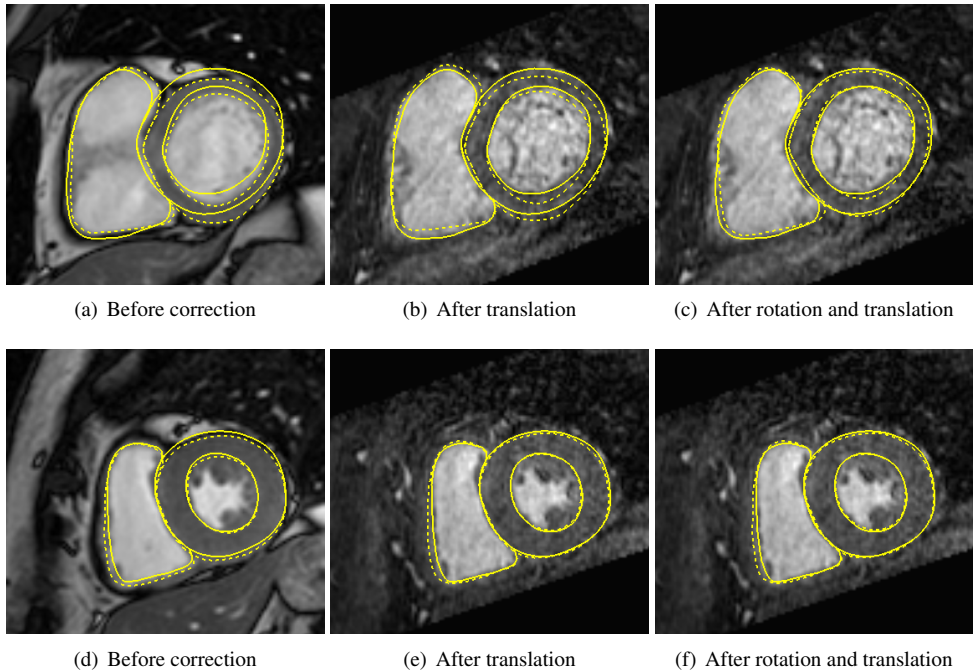 (a) Before correction
(b) After translation
(c) After rotation and translation
(d) Before correction
(e) After translation
(f) After rotation and translation